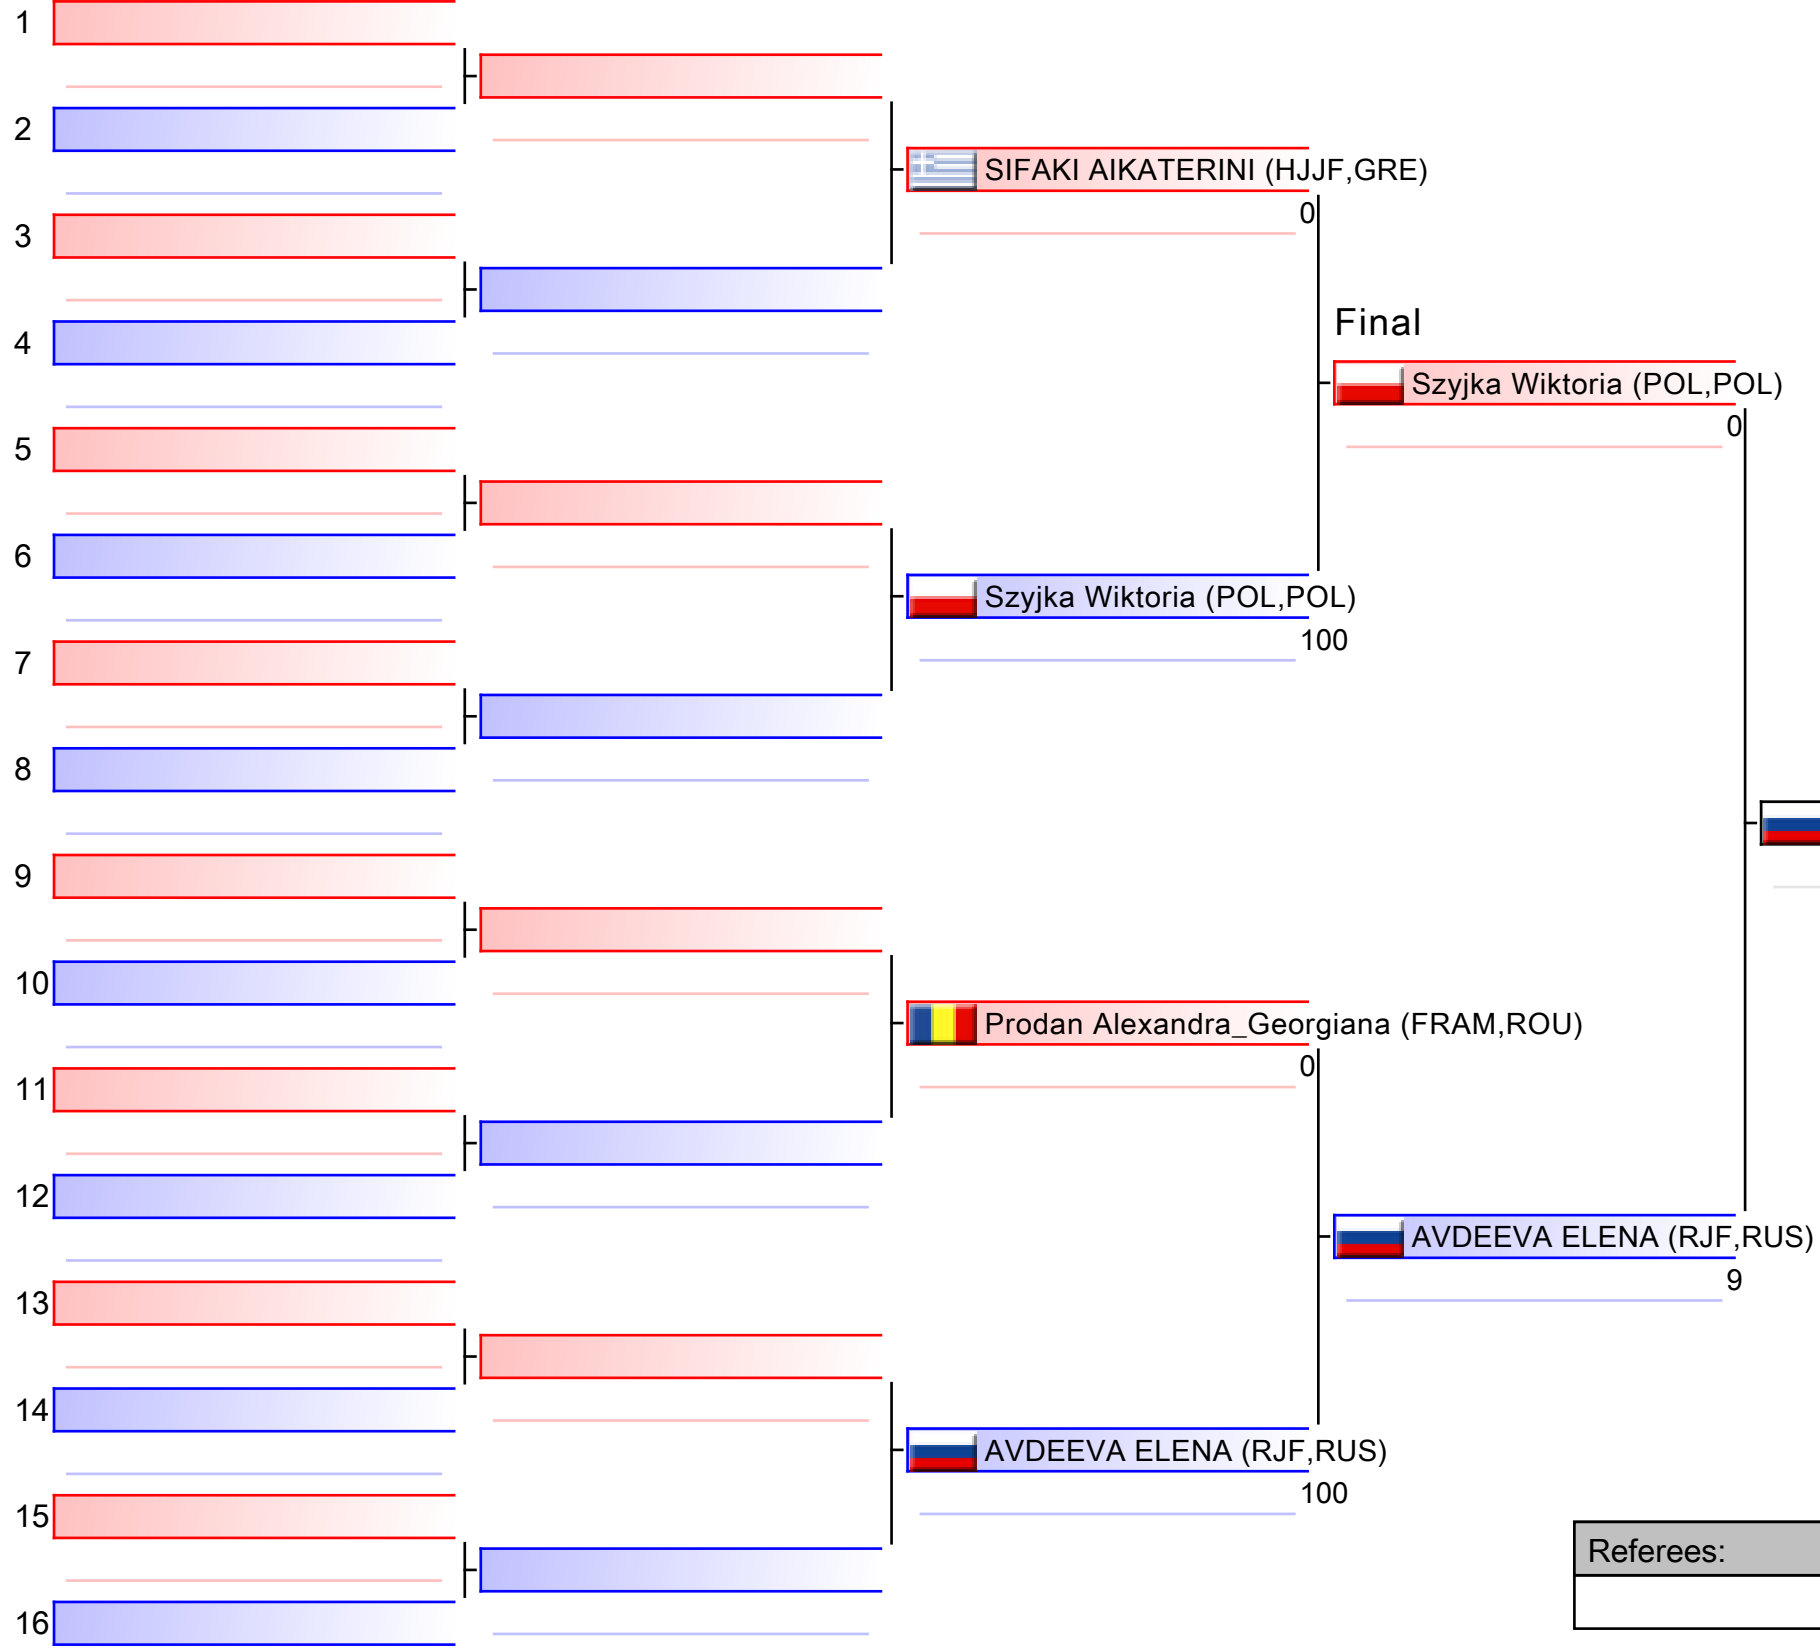 1
2
SIFAKI AIKATERINI (HJJF,GRE)
0
3
Final
4
Szyjka Wiktoria (POL,POL)
0
5
6
Szyjka Wiktoria (POL,POL)
100
7
8
9
10
Prodan Alexandra_Georgiana (FRAM,ROU)
0
11
12
AVDEEVA ELENA (RJF,RUS)
9
13
14
AVDEEVA ELENA (RJF,RUS)
100
15
Referees:
16